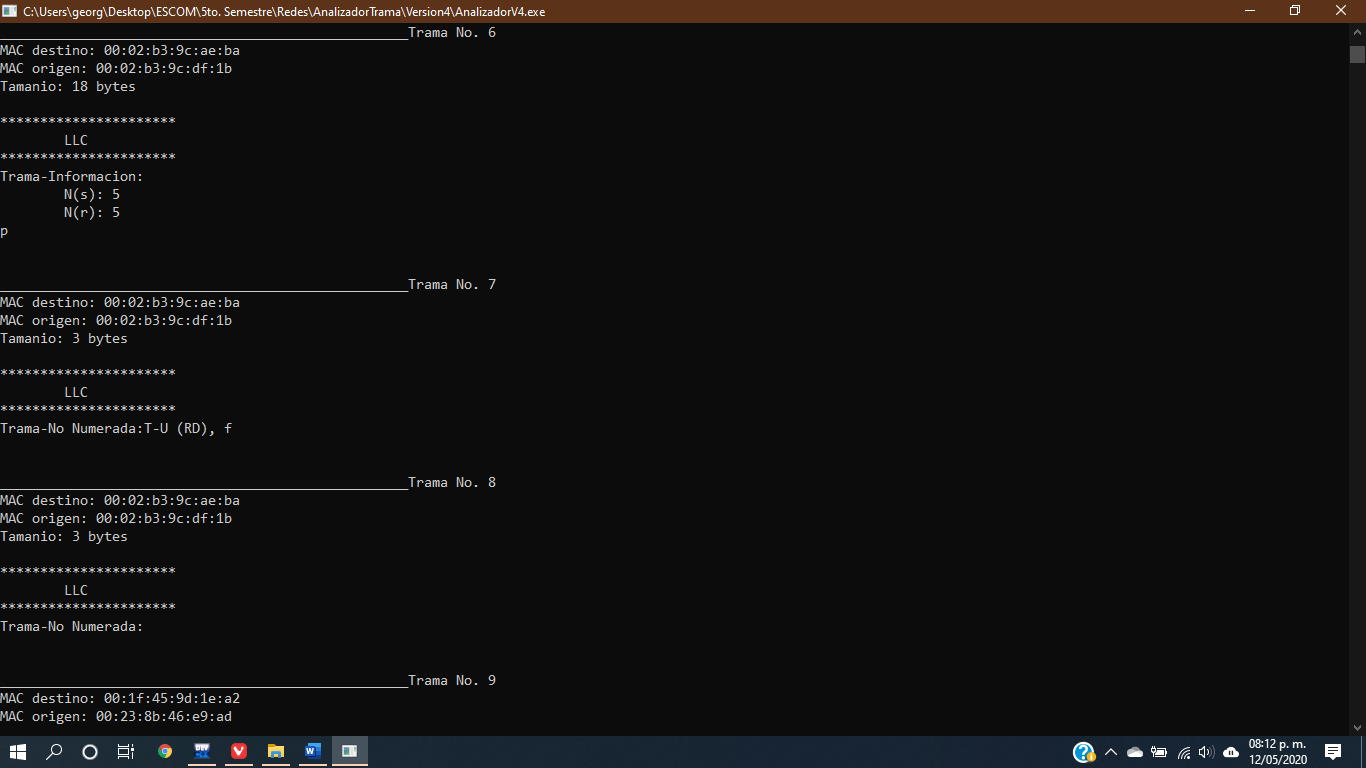 C:\Users\georg\Desktop\ESCOM\5to. Semestre\Redes\AnalizadorTrama\Version4\AnalizadorV4.exe
___________________________________________________Trama No. 6
MAC destino: 00:02:b3:9c:ae:ba
MAC origen: 00:02:b3:9c:df:1b
Tamanio: 18 bytes
**********************
LLC
**********************
Trama-Informacion:
N(s): 5
N(r): 5
p
___________________________________________________Trama No. 7
MAC destino: 00:02:b3:9c:ae:ba
MAC origen: 00:02:b3:9c:df:1b
Tamanio: 3 bytes
**********************
LLC
**********************
Trama-No Numerada:T-U (RD), f
___________________________________________________Trama No. 8
MAC destino: 00:02:b3:9c:ae:ba
MAC origen: 00:02:b3:9c:df:1b
Tamanio: 3 bytes
**********************
LLC
**********************
Trama-No Numerada:
___________________________________________________Trama No. 9
MAC destino: 00:1f:45:9d:1e:a2
MAC origen: 00:23:8b:46:e9:ad
DEV
W
08:12 p. m.
12/05/2020